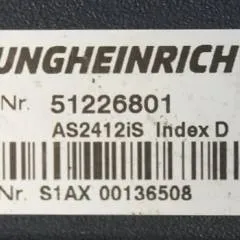 UNGHEINRICH
Nr. 51226801
AS2412iS Index D
Nr. S1AX 00136508